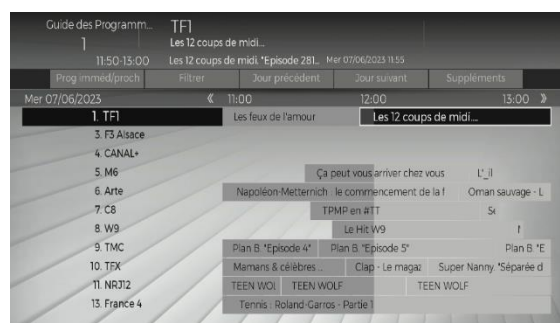 Guide des Programm... TF1
1 Les 12 coups de midi...
11:50-13:00 Les 12 coups de midi. "Episode 281... Mer 07/06/2023 11:55
Prog imméd/proch Filtrer Jour précédent Jour suivant Suppléments
Mer 07/06/2023 《 11:00 12:00 13:00 》
1. TF1 Les feux de l'amour Les 12 coups de midi....
3. F3 Alsace
4. CANAL+
5. M6 Ça peut vous arriver chez vous L'_il
6. Arte Napoléon-Metternich : le commencement de la f Oman sauvage - L
7. C8 TPMP en #TT Se
8. W9 Le Hit W9
9. TMC Plan B. "Episode 4" Plan B. "Episode 5" Plan B. "E
10. TFX Mamans & célèbres ... Clap - Le magaz Super Nanny. "Séparée d
11. NRJ12 TEEN WOL TEEN WOLF TEEN WOLF
13. France 4 Tennis : Roland-Garros - Partie 1